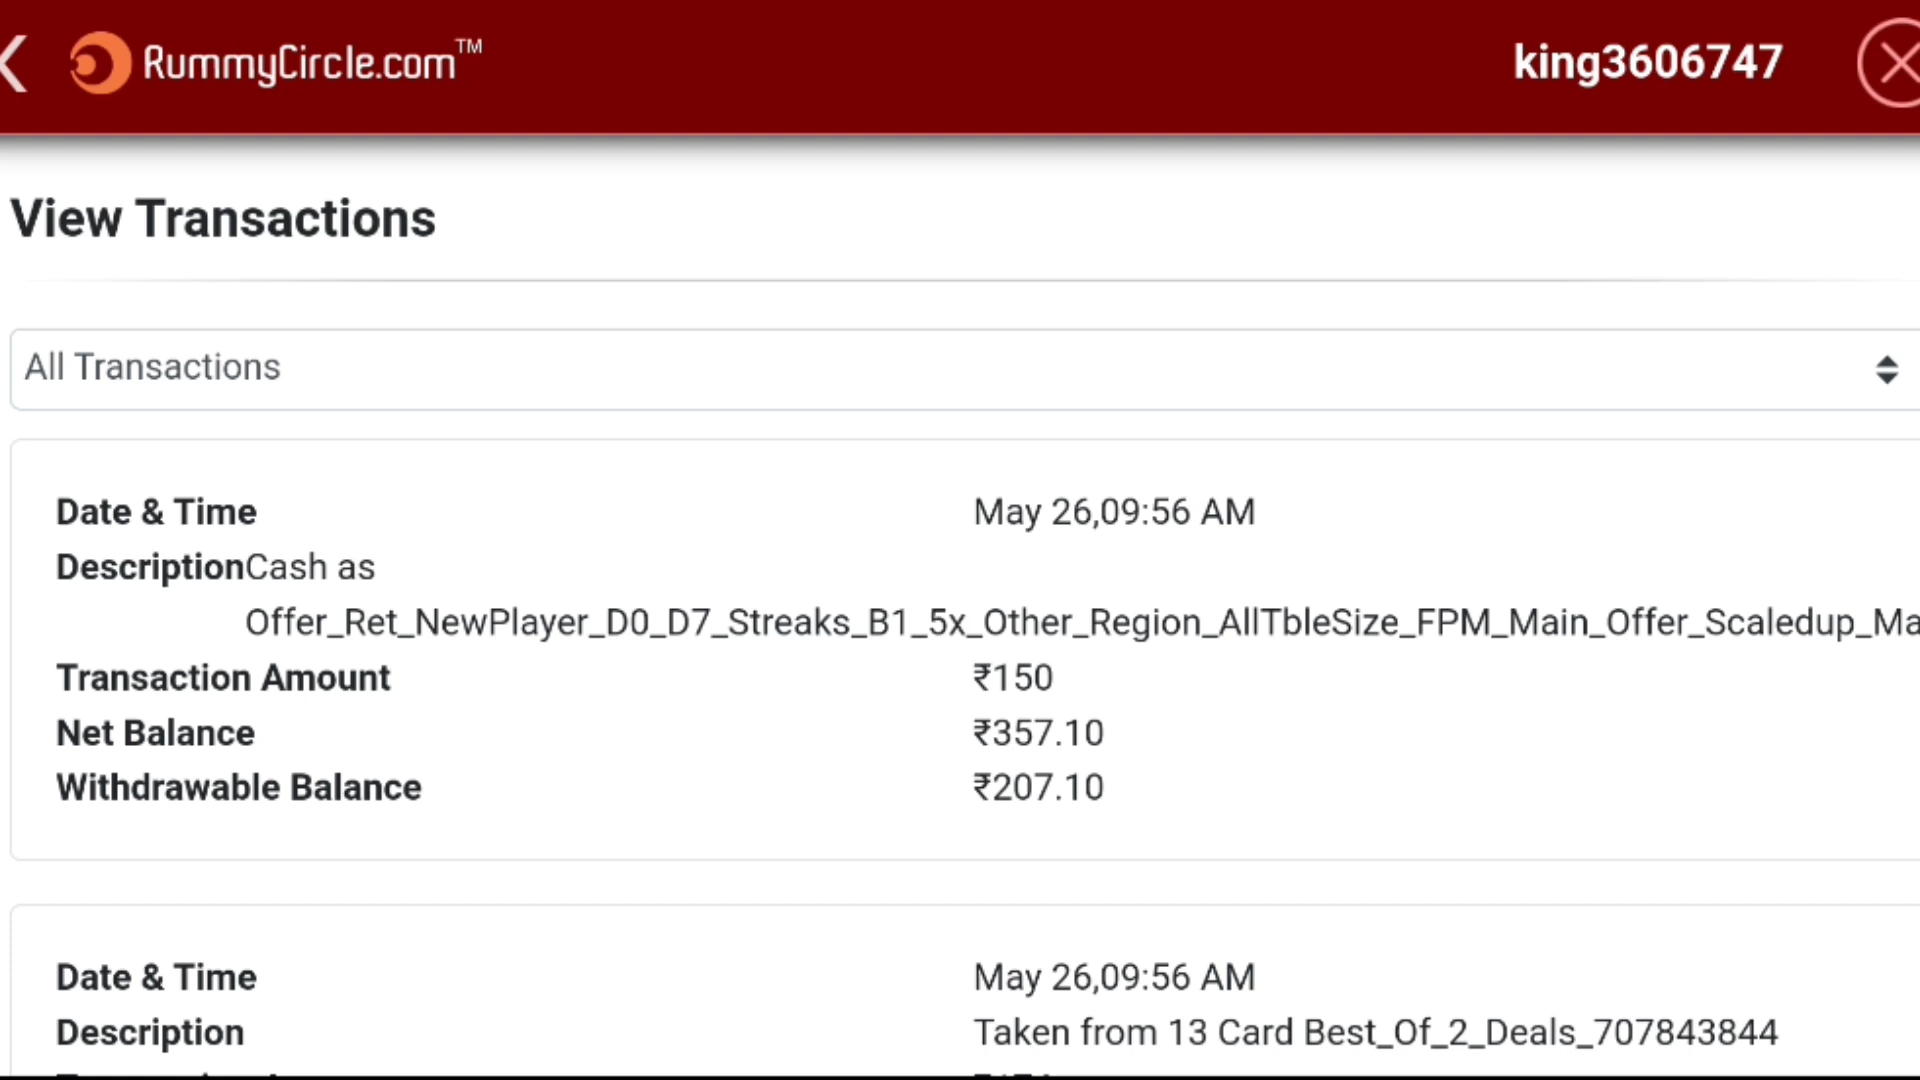 RummyCircle.com™ king3606747
View Transactions
All Transactions
Date & Time May 26,09:56 AM
Description Cash as
Offer_Ret_NewPlayer_D0_D7_Streaks_B1_5x_Other_Region_AllTbleSize_FPM_Main_Offer_Scaledup_Ma
Transaction Amount ₹150
Net Balance ₹357.10
Withdrawable Balance ₹207.10
Date & Time May 26,09:56 AM
Description Taken from 13 Card Best_Of_2_Deals_707843844